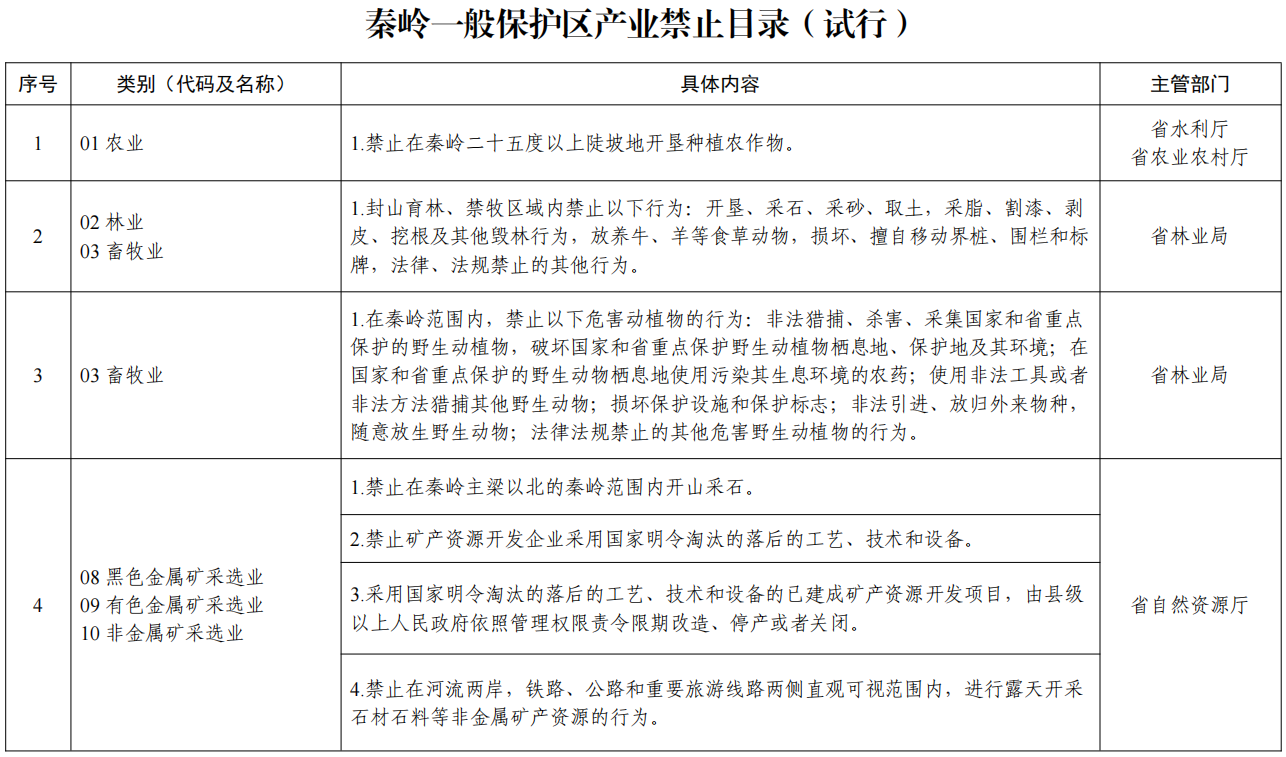 秦岭一般保护区产业禁止目录（试行）
序号
类别（代码及名称）
具体内容
主管部门
1
01 农业
1.禁止在秦岭二十五度以上陡坡地开垦种植农作物。
省水利厅
省农业农村厅
2
02 林业
03 畜牧业
1.封山育林、禁牧区域内禁止以下行为：开垦、采石、采砂、取土，采脂、割漆、剥
皮、挖根及其他毁林行为，放养牛、羊等食草动物，损坏、擅自移动界桩、围栏和标
牌，法律、法规禁止的其他行为。
省林业局
3
03 畜牧业
1.在秦岭范围内，禁止以下危害动植物的行为：非法猎捕、杀害、采集国家和省重点
保护的野生动植物，破坏国家和省重点保护野生动植物栖息地、保护地及其环境；在
国家和省重点保护的野生动物栖息地使用污染其生息环境的农药；使用非法工具或者
非法方法猎捕其他野生动物；损坏保护设施和保护标志；非法引进、放归外来物种，
随意放生野生动物；法律法规禁止的其他危害野生动植物的行为。
省林业局
4
08 黑色金属矿采选业
09 有色金属矿采选业
10 非金属矿采选业
1.禁止在秦岭主梁以北的秦岭范围内开山采石。
2.禁止矿产资源开发企业采用国家明令淘汰的落后的工艺、技术和设备。
3.采用国家明令淘汰的落后的工艺、技术和设备的已建成矿产资源开发项目，由县级
以上人民政府依照管理权限责令限期改造、停产或者关闭。
4.禁止在河流两岸，铁路、公路和重要旅游线路两侧直观可视范围内，进行露天开采
石材石料等非金属矿产资源的行为。
省自然资源厅